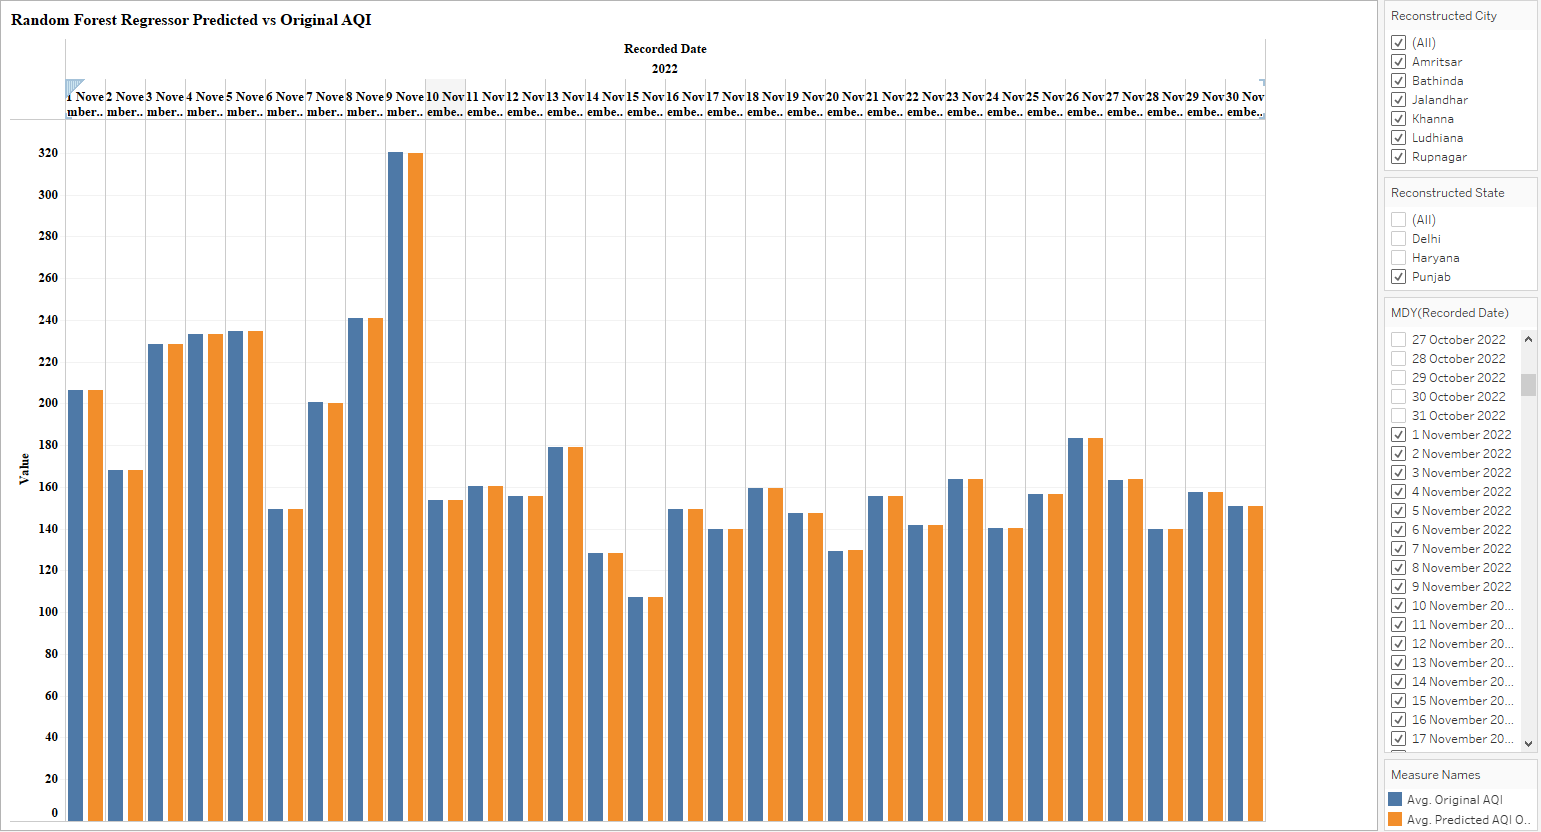 Random Forest Regressor Predicted vs Original AQI
Recorded Date
2022
1 Nove 2 Nove 3 Nove 4 Nove 5 Nove 6 Nove 7 Nove 8 Nove 9 Nove 10 Nov 11 Nov 12 Nov 13 Nov 14 Nov 15 Nov 16 Nov 17 Nov 18 Nov 19 Nov 20 Nov 21 Nov 22 Nov 23 Nov 24 Nov 25 Nov 26 Nov 27 Nov 28 Nov 29 Nov 30 Nov
mber.. mber.. mber.. mber.. mber.. mber.. mber.. mber.. mber.. embe.. embe.. embe.. embe.. embe.. embe.. embe.. embe.. embe.. embe.. embe.. embe.. embe.. embe.. embe.. embe.. embe.. embe.. embe.. embe.. embe..
320
300
280
260
240
220
200
180
160
140
120
100
80
60
40
20
0
Value
Reconstructed City
(All)
Amritsar
Bathinda
Jalandhar
Khanna
Ludhiana
Rupnagar
Reconstructed State
(All)
Delhi
Haryana
Punjab
MDY(Recorded Date)
27 October 2022
28 October 2022
29 October 2022
30 October 2022
31 October 2022
1 November 2022
2 November 2022
3 November 2022
4 November 2022
5 November 2022
6 November 2022
7 November 2022
8 November 2022
9 November 2022
10 November 20...
11 November 20...
12 November 20...
13 November 20...
14 November 20...
15 November 20...
16 November 20...
17 November 20...
Measure Names
Avg. Original AQI
Avg. Predicted AQI O..